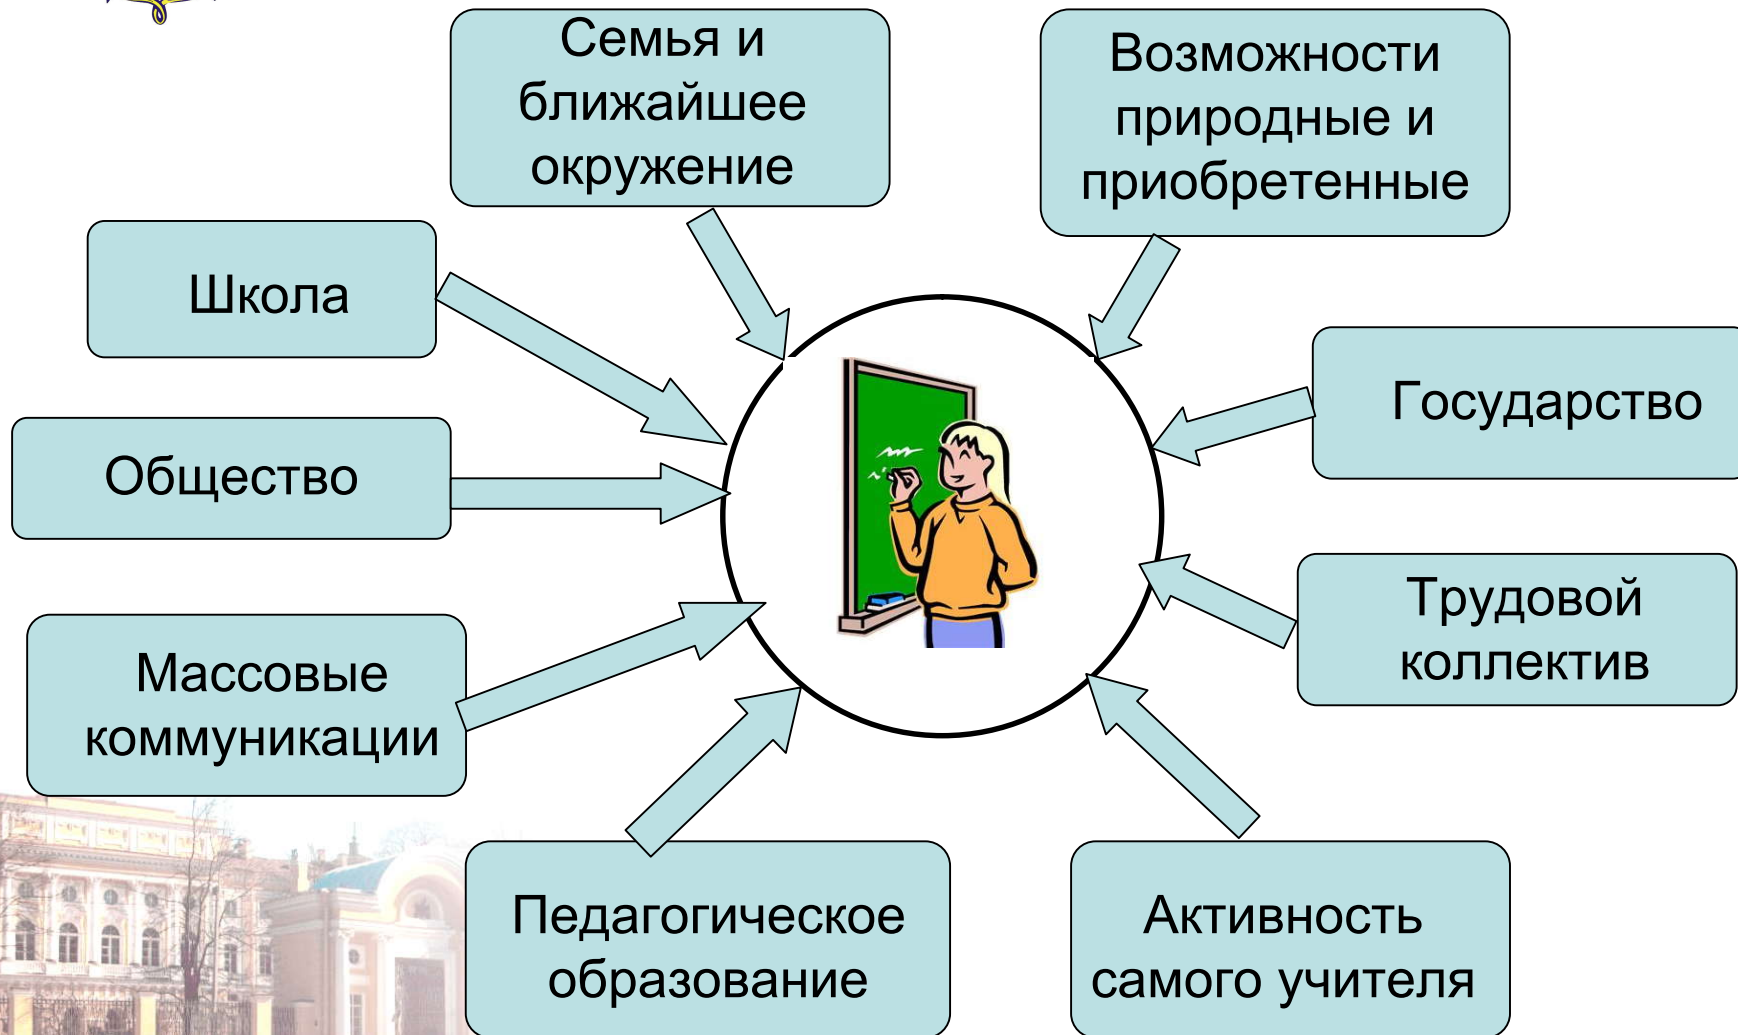 Семья и
ближайшее
окружение
Возможности
природные и
приобретенные
Школа
Государство
Общество
Трудовой
коллектив
Массовые
коммуникации
Педагогическое
образование
Активность
самого учителя